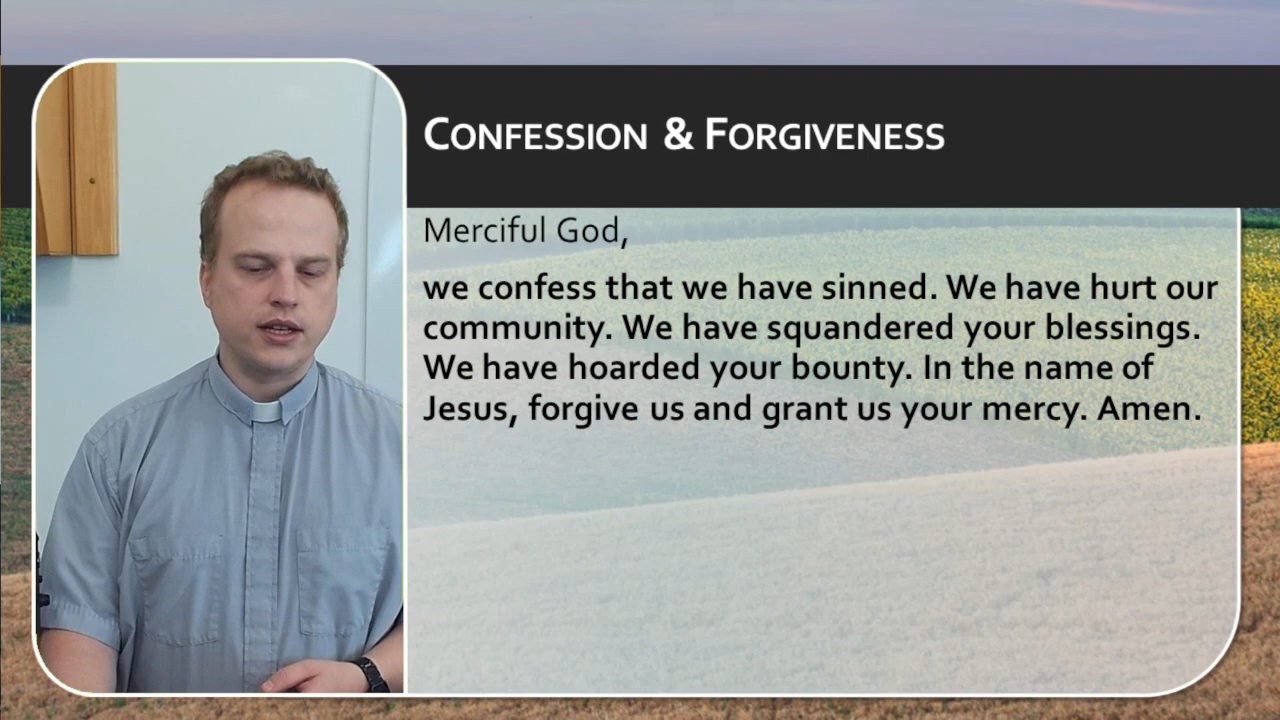 CONFESSION & FORGIVENESS
Merciful God,
we confess that we have sinned. We have hurt our
community. We have squandered your blessings.
We have hoarded your bounty. In the name of
Jesus, forgive us and grant us your mercy. Amen.